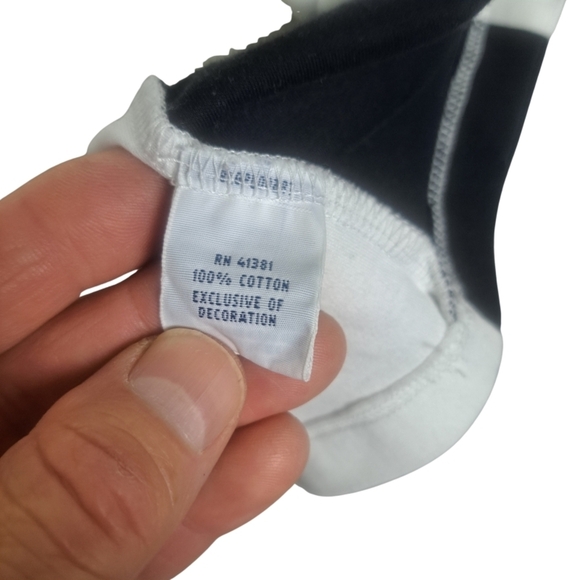 RN 41381
100% COTTON
EXCLUSIVE OF
DECORATION